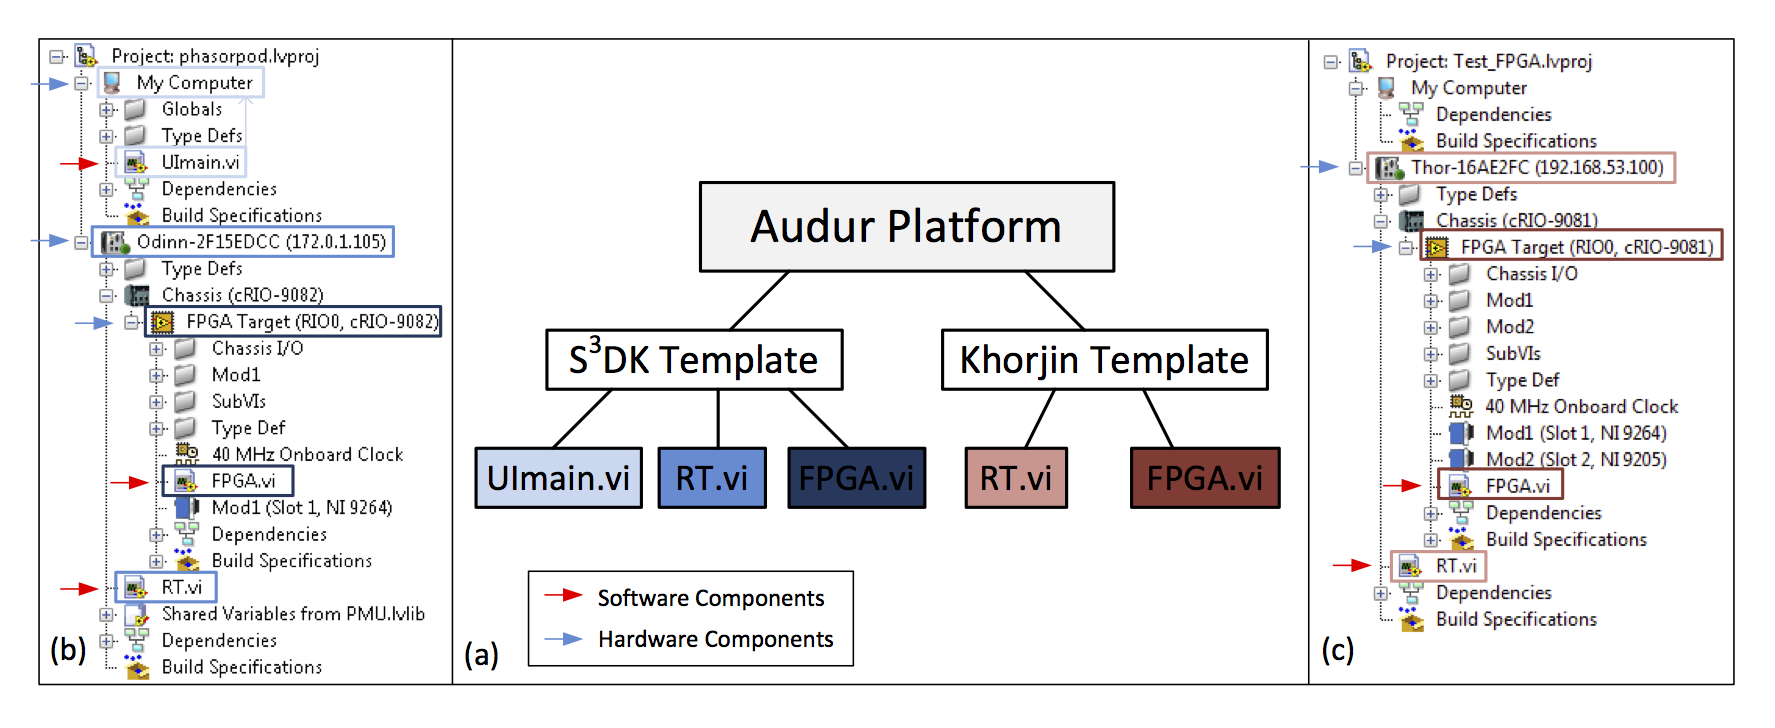 Project: phasorpod.lvproj
My Computer
Globals
Type Defs
UImain.vi
Dependencies
Build Specifications
Odinn-2F15EDCC (172.0.1.105)
Type Defs
Chassis (cRIO-9082)
FPGA Target (RIO0, cRIO-9082)
Chassis I/O
Mod1
SubVIs
Type Def
40 MHz Onboard Clock
FPGA.vi
Mod1 (Slot 1, NI 9264)
Dependencies
Build Specifications
RT.vi
Shared Variables from PMU.lvlib
Dependencies
Build Specifications
(b)
Audur Platform
S³DK Template
Khorjin Template
UImain.vi
RT.vi
FPGA.vi
RT.vi
FPGA.vi
Software Components
Hardware Components
(a)
Project: Test_FPGA.lvproj
My Computer
Dependencies
Build Specifications
Thor-16AE2FC (192.168.53.100)
Type Defs
Chassis (cRIO-9081)
FPGA Target (RIO0, cRIO-9081)
Chassis I/O
Mod1
Mod2
SubVIs
Type Def
40 MHz Onboard Clock
Mod1 (Slot 1, NI 9264)
Mod2 (Slot 2, NI 9205)
FPGA.vi
Dependencies
Build Specifications
RT.vi
Dependencies
Build Specifications
(c)